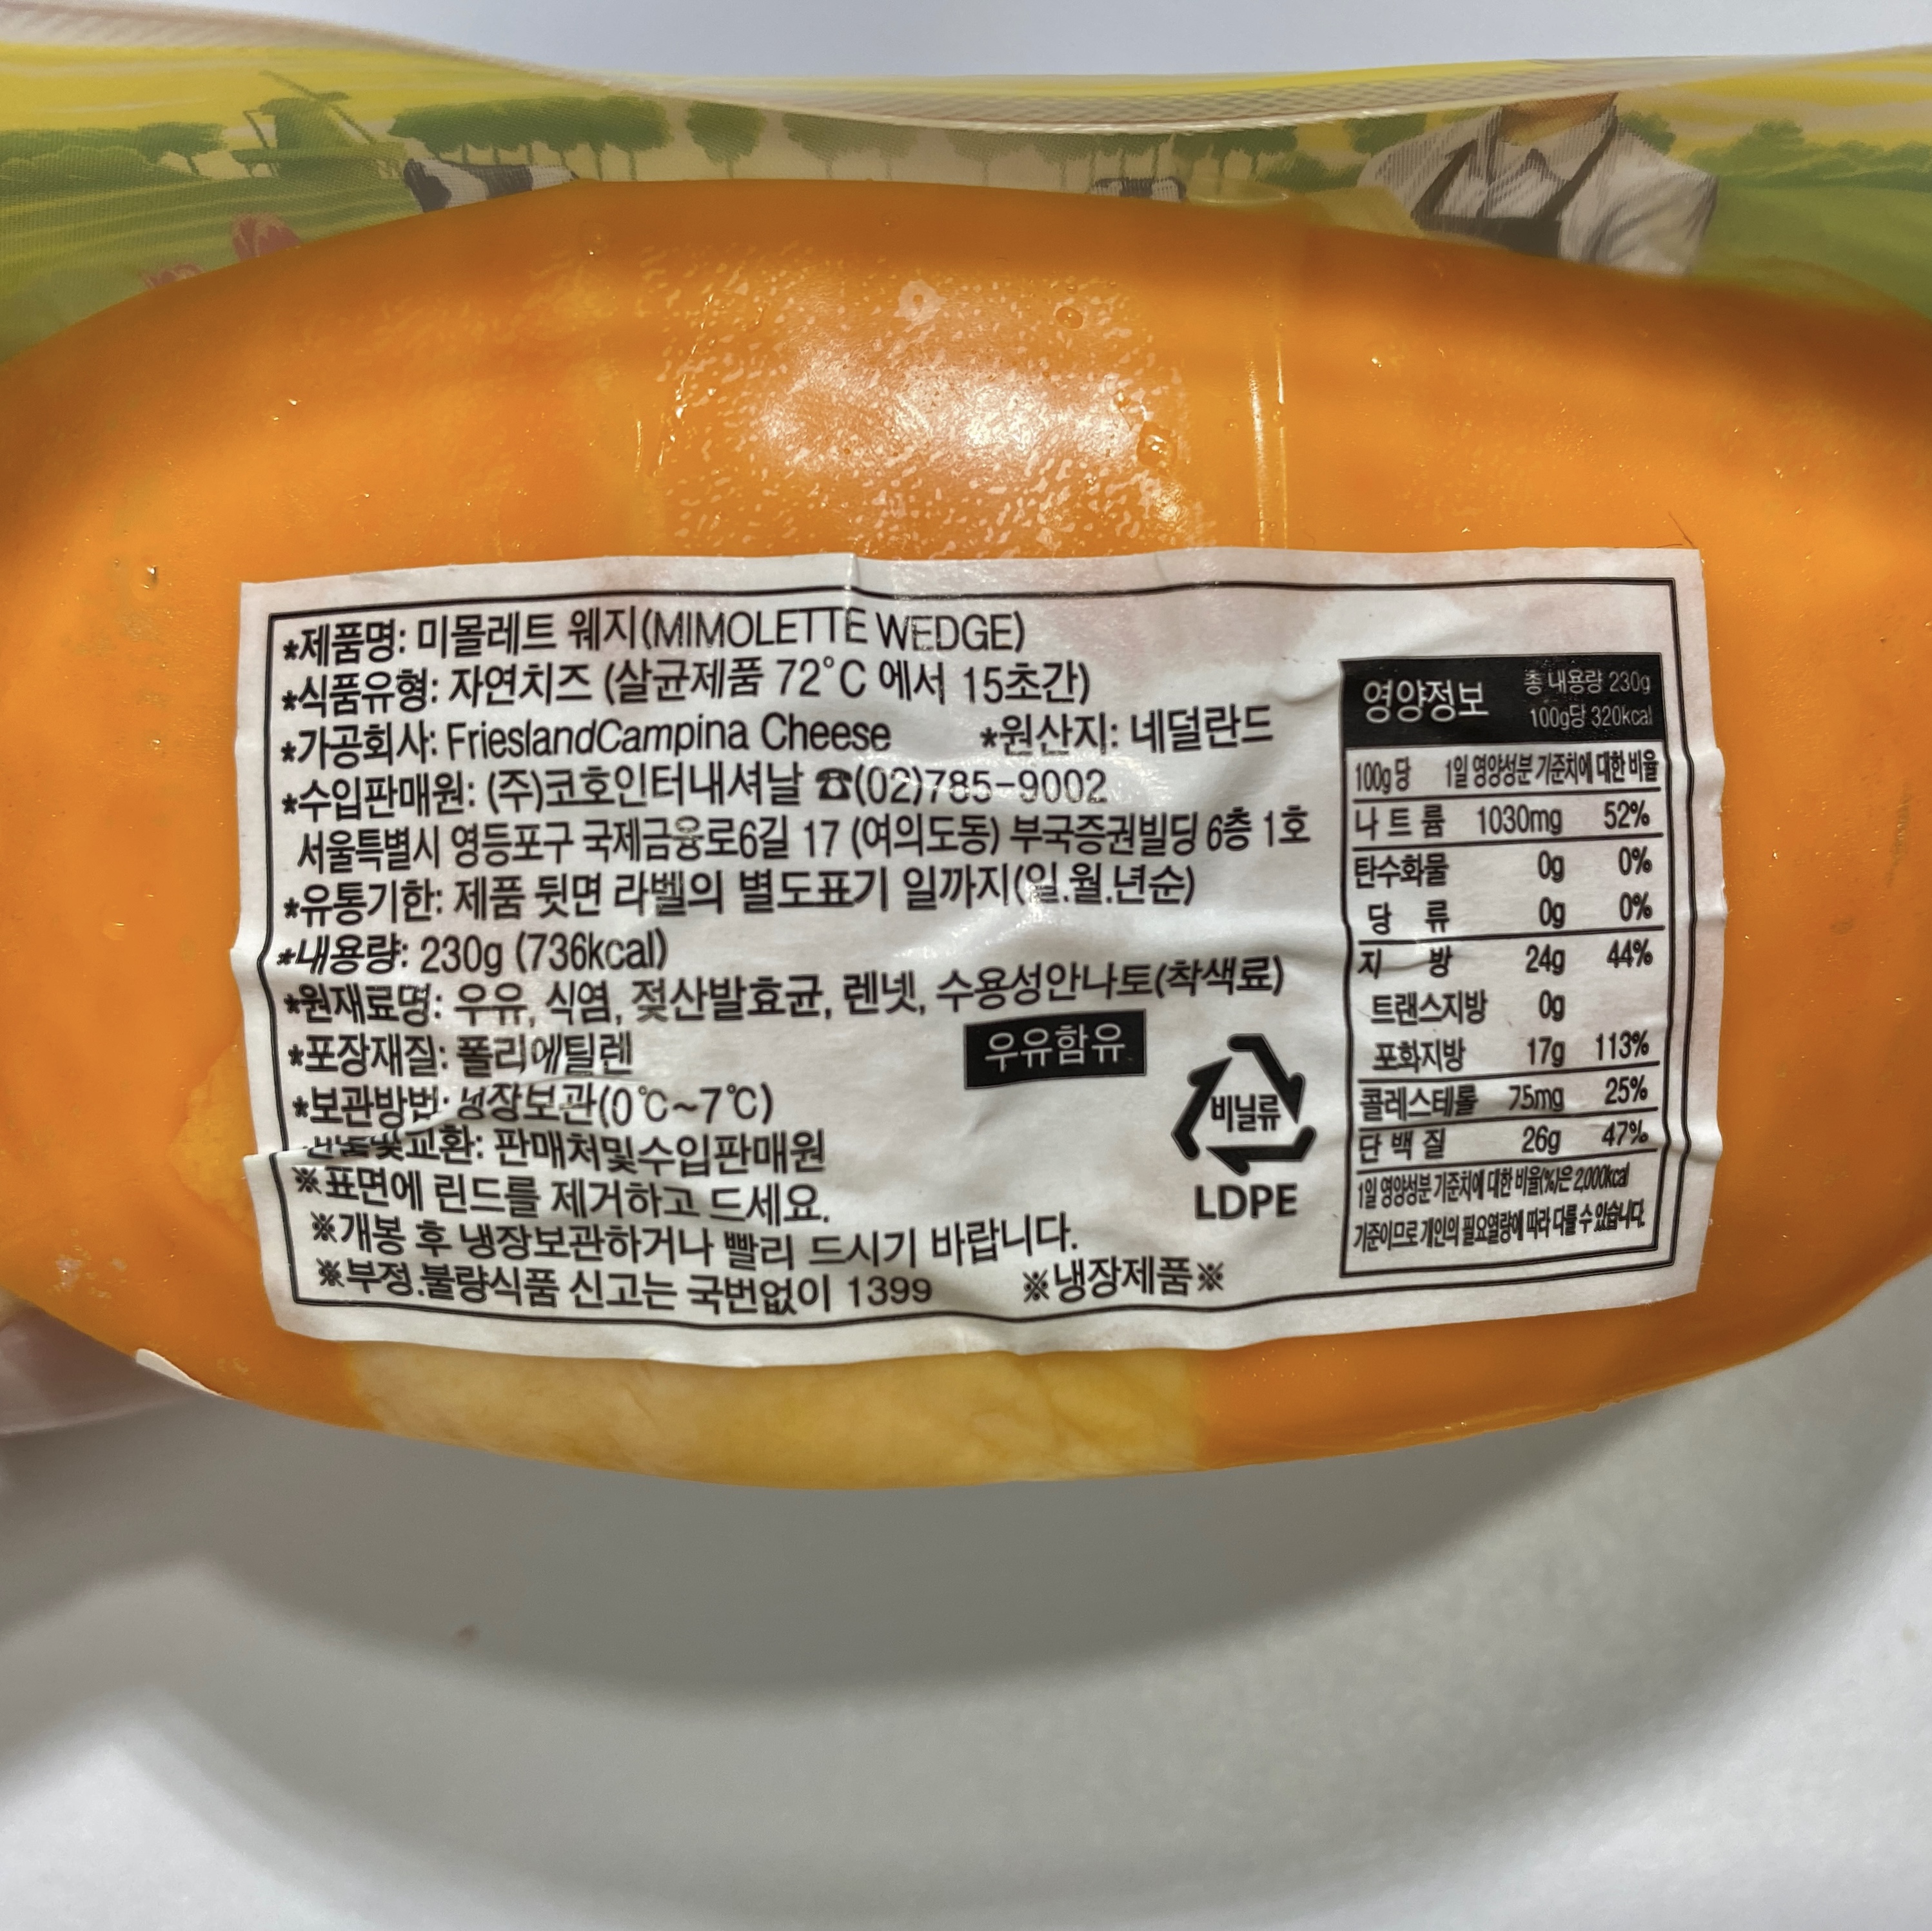 *제품명: 미몰레트 웨지(MIMOLETTE WEDGE)
*식품유형: 자연치즈 (살균제품 72°C 에서 15초간)
*가공회사: FrieslandCampina Cheese *원산지: 네덜란드
*수입판매원: (주)코호인터내셔날 ☎(02)785-9002
서울특별시 영등포구 국제금융로6길 17 (여의도동) 부국증권빌딩 6층 1호
*유통기한: 제품 뒷면 라벨의 별도표기 일까지(일.월.년순)
*내용량: 230g (736kcal)
*원재료명: 우유, 식염, 젖산발효균, 렌넷, 수용성안나토(착색료)
우유함유
*포장재질: 폴리에틸렌
*보관방법: 냉장보관(0℃~7℃)
교환: 판매처및수입판매원
※표면에 린드를 제거하고 드세요.
※개봉 후 냉장보관하거나 빨리 드시기 바랍니다.
※부정.불량식품 신고는 국번없이 1399 ※냉장제품※
비닐류
LDPE
영양정보 총 내용량 230g
100g당 320kcal
100g당 1일 영양성분 기준치에 대한 비율
나트륨 1030mg 52%
탄수화물 0g 0%
당류 0g 0%
지방 24g 44%
트랜스지방 0g
포화지방 17g 113%
콜레스테롤 75mg 25%
단백질 26g 47%
1일 영양성분 기준치에 대한 비율(%)은 2,000kcal
기준이므로 개인의 필요열량에 따라 다를 수 있습니다.